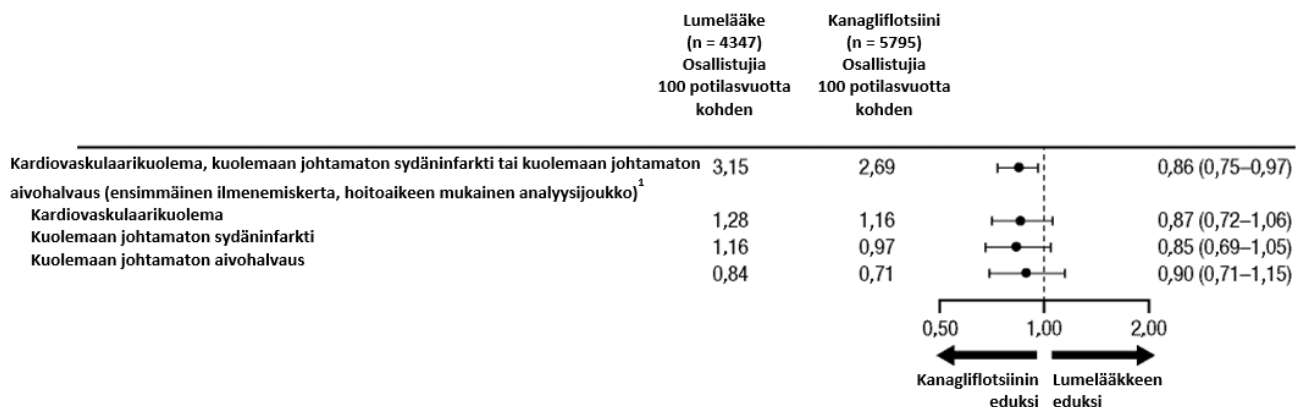 Lumelääke Kanagliflotsiini
(n = 4347) (n = 5795)
Osallistujia Osallistujia
100 potilasvuotta 100 potilasvuotta
kohden kohden
Kardiovaskulaarikuolema, kuolemaan johtamaton sydäninfarkti tai kuolemaan johtamaton 3,15 2,69 0,86 (0,75–0,97)
aivohalvaus (ensimmäinen ilmenemiskerta, hoitoaikeen mukainen analyysijoukko)1
Kardiovaskulaarikuolema 1,28 1,16 0,87 (0,72–1,06)
Kuolemaan johtamaton sydäninfarkti 1,16 0,97 0,85 (0,69–1,05)
Kuolemaan johtamaton aivohalvaus 0,84 0,71 0,90 (0,71–1,15)
0,50 1,00 2,00
Kanagliflotsiinin Lumelääkkeen
eduksi eduksi